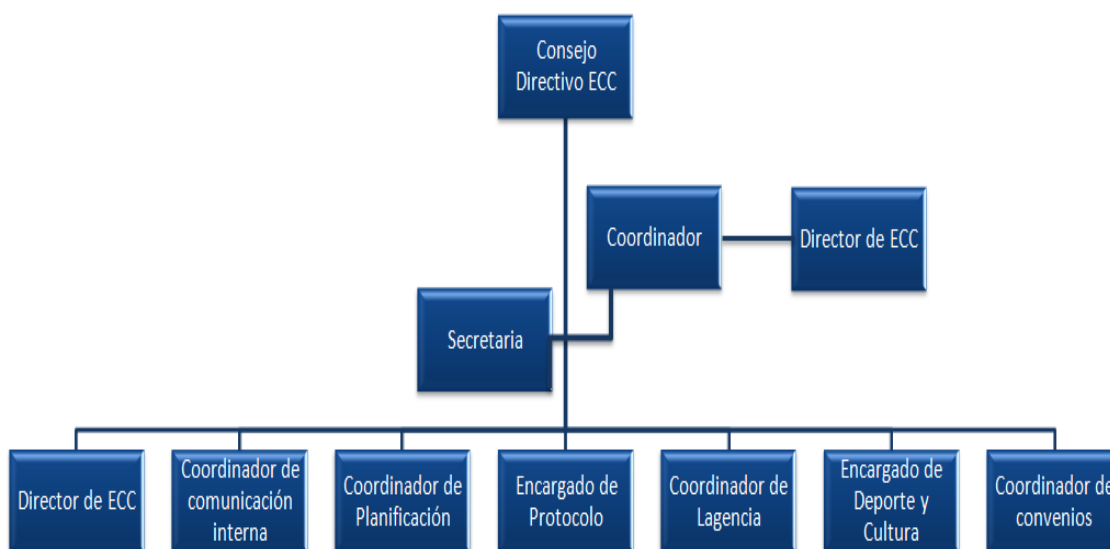 Consejo
Directivo ECC
Coordinador
Director de ECC
Secretaria
Director de ECC
Coordinador de
comunicación
interna
Coordinador de
Planificación
Encargado de
Protocolo
Coordinador de
Lagencia
Encargado de
Deporte y
Cultura
Coordinador de
convenios